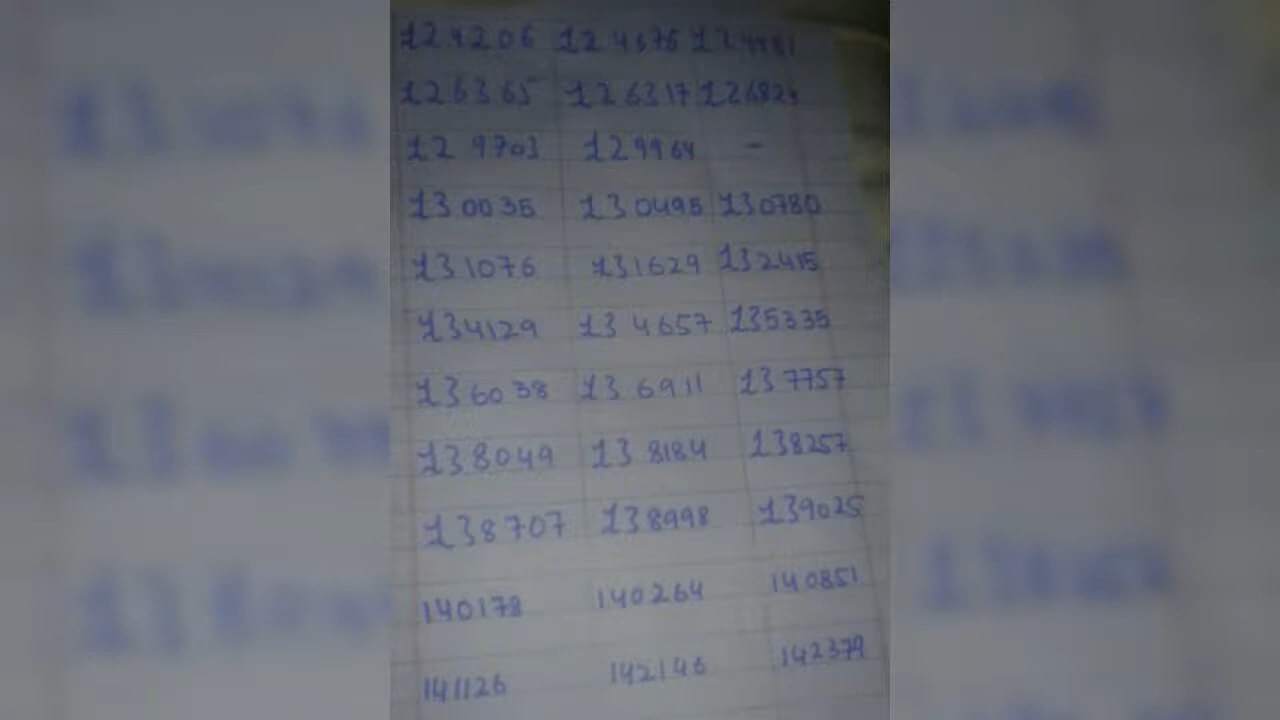 124206 124676 124481
126365 126317 126824
129703 129964 -
130035 130495 130780
131076 131629 132415
134129 134657 135335
136038 136911 137757
138049 138184 138257
138707 138998 139025
140178 140264 140851
141126 142146 142379